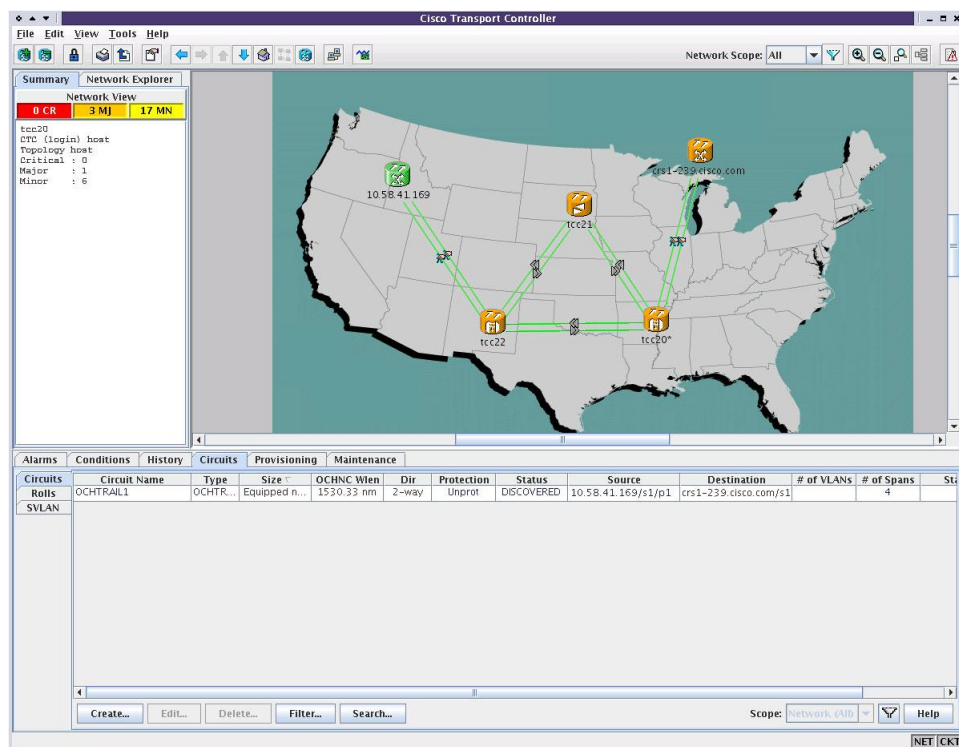 Cisco Transport Controller
File Edit View Tools Help
Network Scope: All
Summary Network Explorer
Network View
0 CR 3 MJ 17 MN
tcc20
CTC (login) host
Topology host
Critical : 0
Major : 1
Minor : 6
crs1-239.cisco.com
10.58.41.169
tcc21
tcc22
tcc20*
Alarms Conditions History Circuits Provisioning Maintenance
Circuits
Rolls
SVLAN
Circuit Name Type Size OCHNC Wlen Dir Protection Status Source Destination # of VLANs # of Spans Sta
OCHTRAIL1 OCHTR... Equipped n... 1530.33 nm 2-way Unprot DISCOVERED 10.58.41.169/s1/p1 crs1-239.cisco.com/s1 4
Create... Edit... Delete... Filter... Search... Scope: Network (All) Help
NET CKT